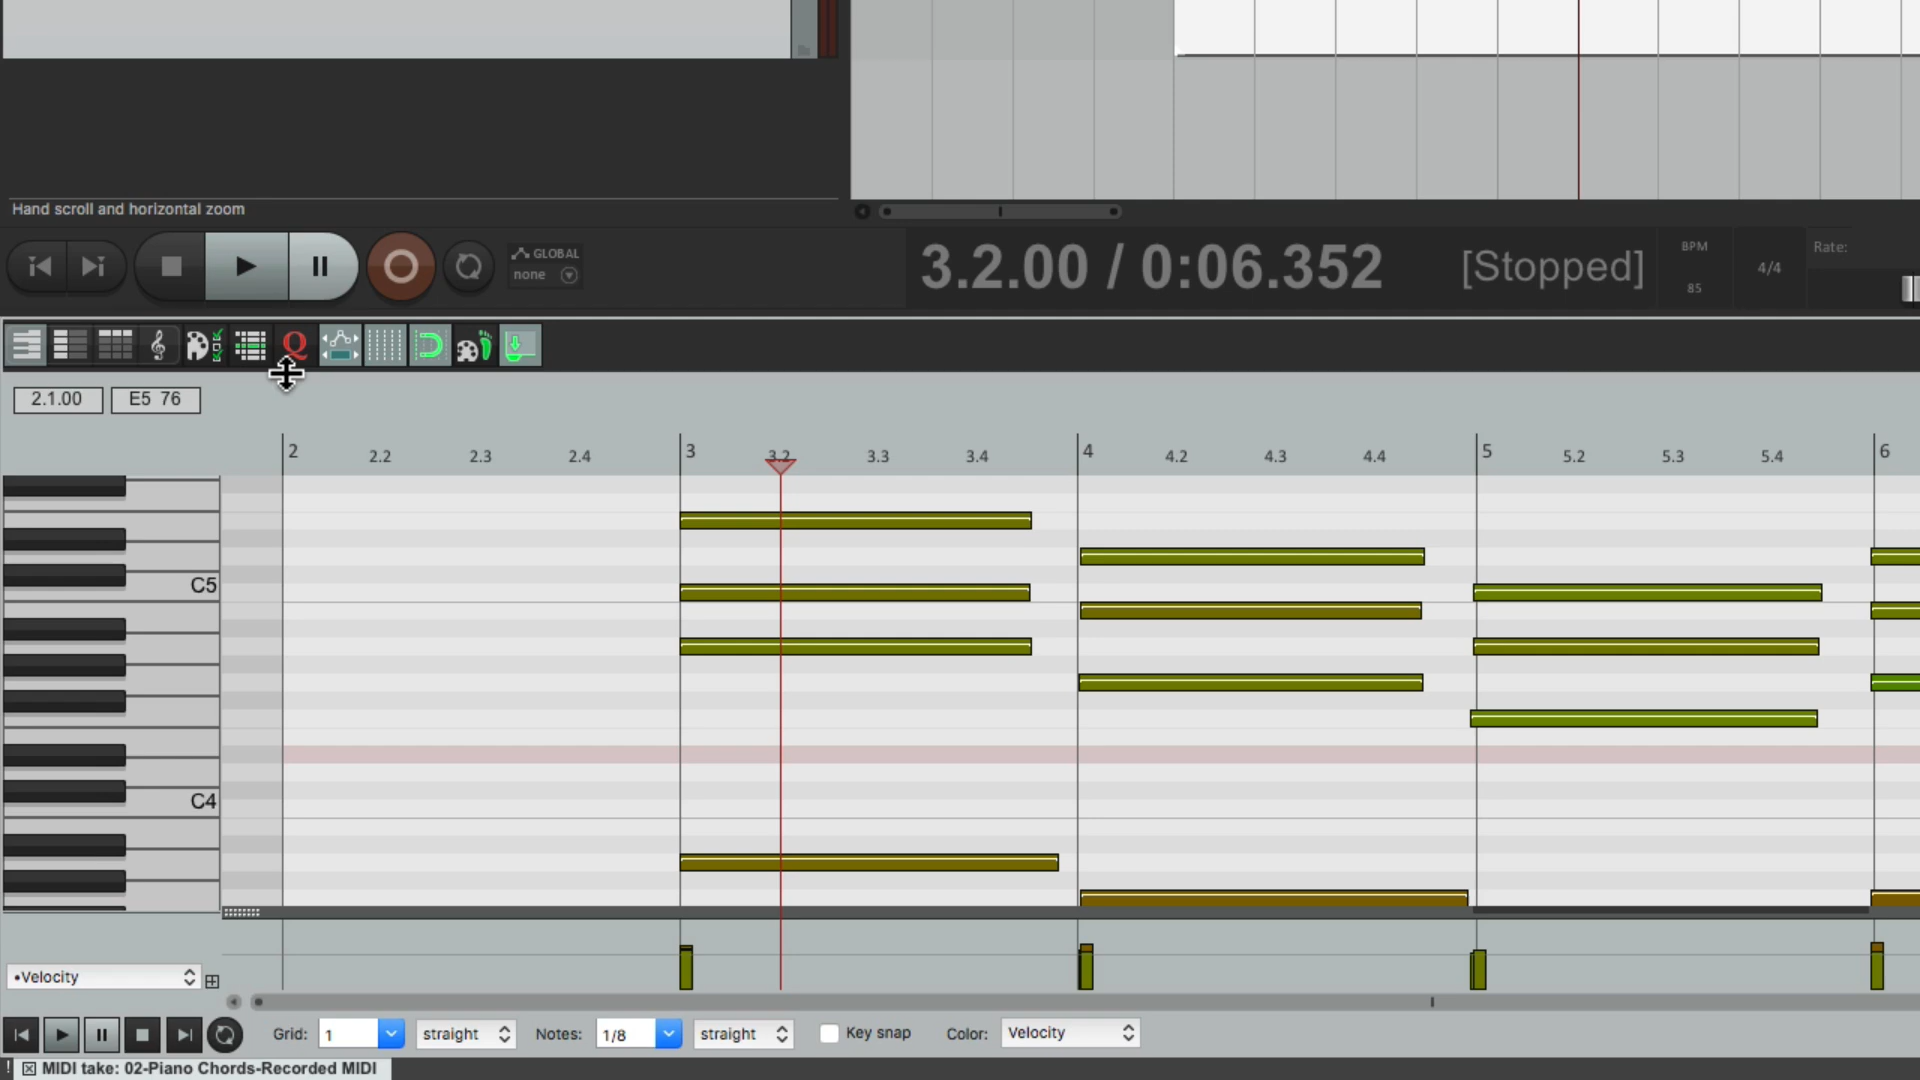 Hand scroll and horizontal zoom
GLOBAL
none
3.2.00 / 0:06.352
[Stopped]
BPM
85
4/4
Rate:
Q
2.1.00
E5 76
2 2.2 2.3 2.4 3 3.2 3.3 3.4 4 4.2 4.3 4.4 5 5.2 5.3 5.4 6
C5
C4
•Velocity
Grid: 1 straight Notes: 1/8 straight Key snap Color: Velocity
! MIDI take: 02-Piano Chords-Recorded MIDI